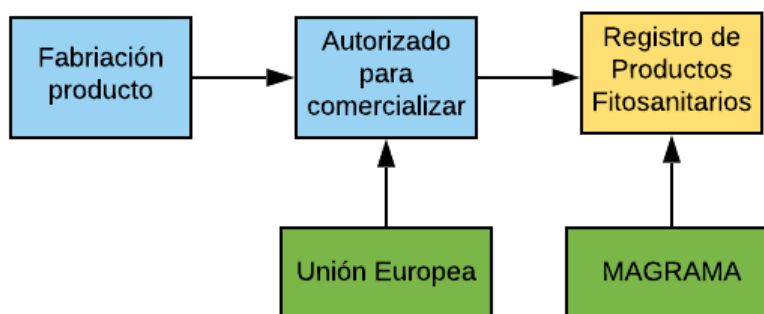 Fabriación
producto
Autorizado
para
comercializar
Registro de
Productos
Fitosanitarios
Unión Europea
MAGRAMA